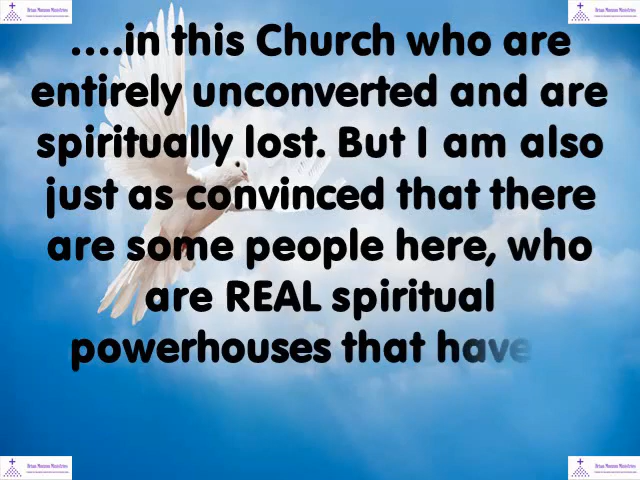 ....in this Church who are
entirely unconverted and are
spiritually lost. But I am also
just as convinced that there
are some people here, who
are REAL spiritual
powerhouses that have